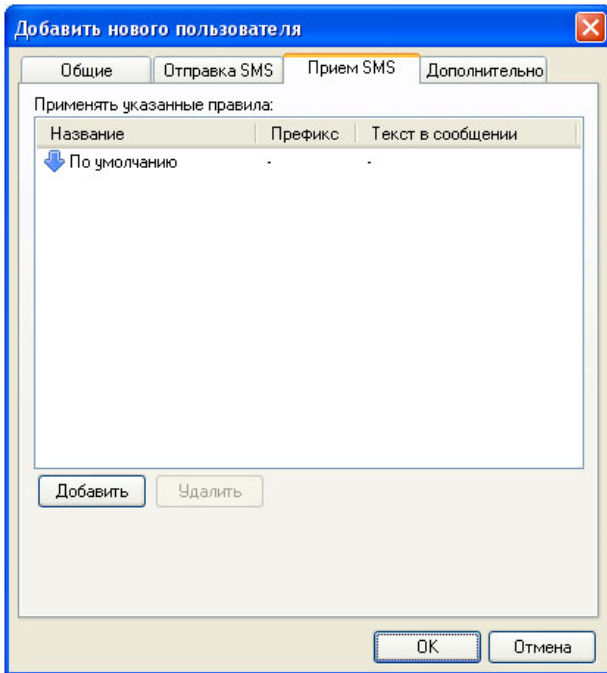 Добавить нового пользователя
Общие Отправка SMS Прием SMS Дополнительно
Применять указанные правила:
Название Префикс Текст в сообщении
По умолчанию - -
Добавить Удалить
OK Отмена